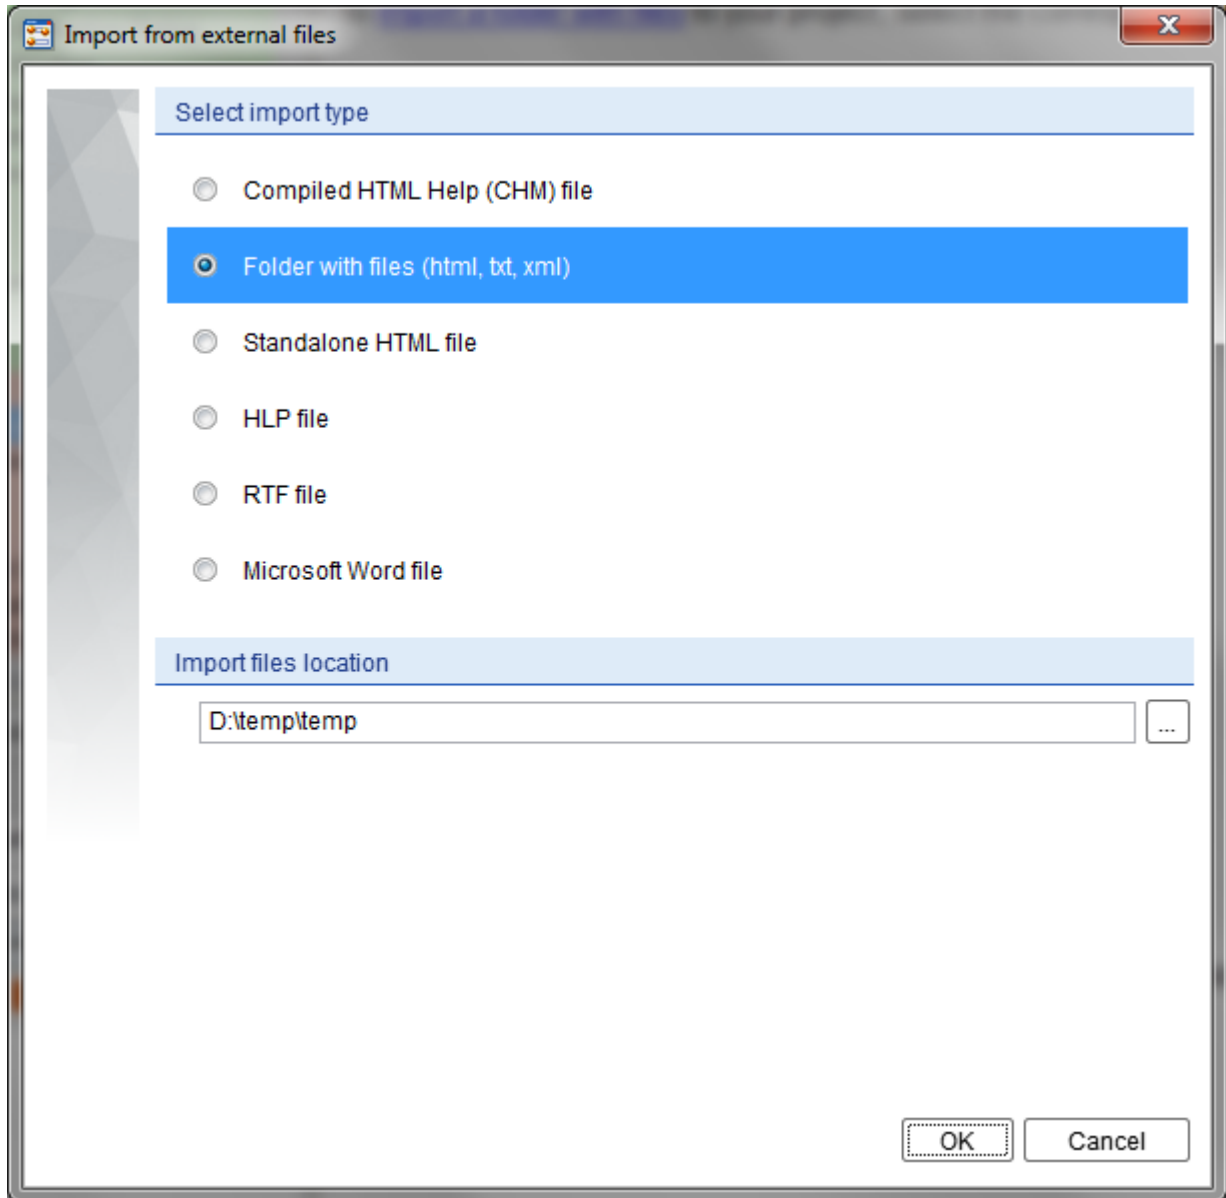 Import from external files
Select import type
Compiled HTML Help (CHM) file
Folder with files (html, txt, xml)
Standalone HTML file
HLP file
RTF file
Microsoft Word file
Import files location
D:\temp\temp
...
OK
Cancel